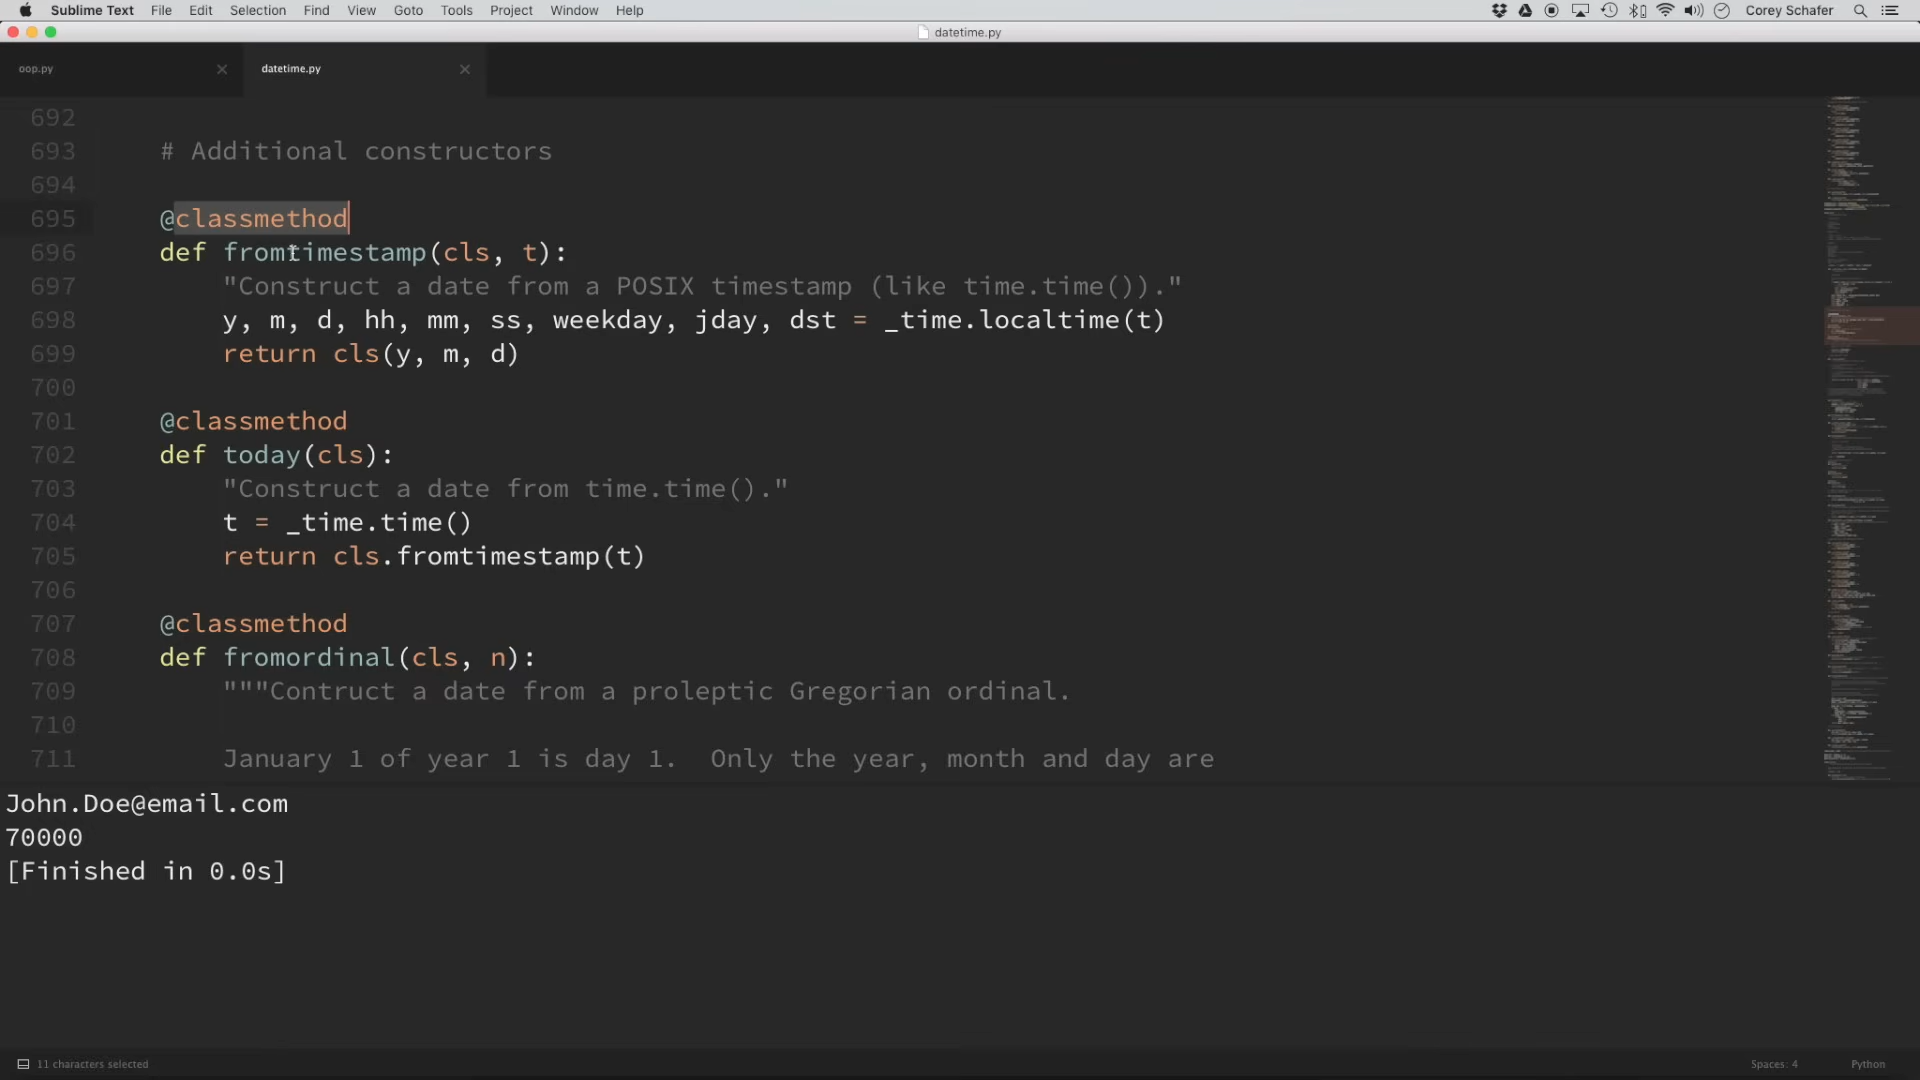 Sublime Text File Edit Selection Find View Goto Tools Project Window Help Corey Schafer
datetime.py
oop.py datetime.py
692
693 # Additional constructors
694
695 @classmethod
696 def fromtimestamp(cls, t):
697 "Construct a date from a POSIX timestamp (like time.time())."
698 y, m, d, hh, mm, ss, weekday, jday, dst = _time.localtime(t)
699 return cls(y, m, d)
700
701 @classmethod
702 def today(cls):
703 "Construct a date from time.time()."
704 t = _time.time()
705 return cls.fromtimestamp(t)
706
707 @classmethod
708 def fromordinal(cls, n):
709 """Contruct a date from a proleptic Gregorian ordinal.
710
711 January 1 of year 1 is day 1. Only the year, month and day are
John.Doe@email.com
70000
[Finished in 0.0s]
11 characters selected Spaces: 4 Python